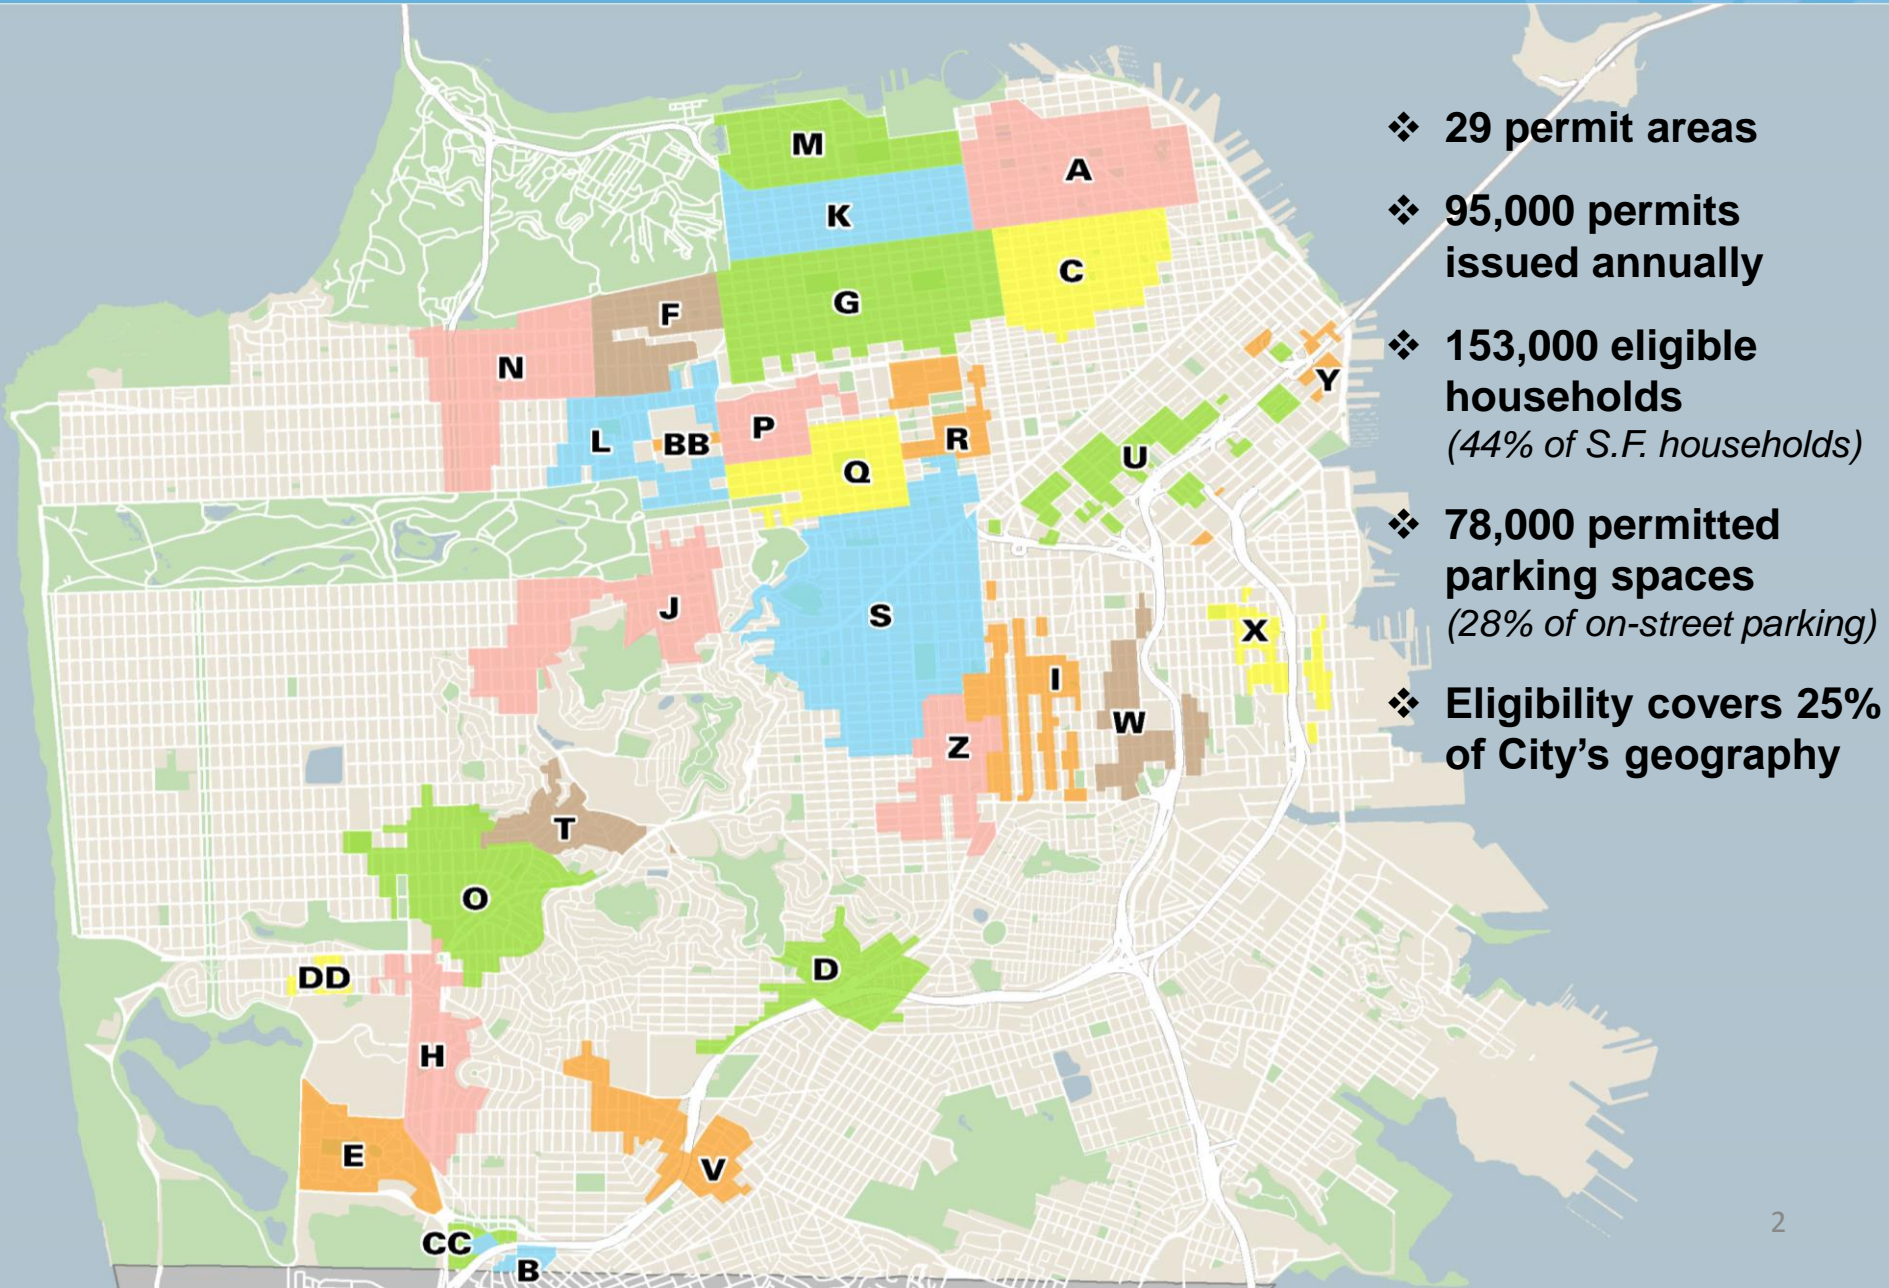 M
A
K
C
G
F
N
Y
P
L
BB
R
Q
U
J
S
X
I
W
Z
T
O
D
DD
H
E
V
CC
B
❖ 29 permit areas
❖ 95,000 permits
issued annually
❖ 153,000 eligible
households
(44% of S.F. households)
❖ 78,000 permitted
parking spaces
(28% of on-street parking)
❖ Eligibility covers 25%
of City’s geography
2